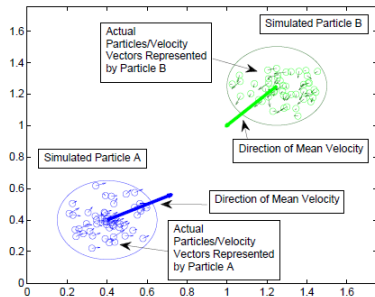 Actual
Particles/Velocity
Vectors Represented
by Particle B
Simulated Particle B
Direction of Mean Velocity
Simulated Particle A
Direction of Mean Velocity
Actual
Particles/Velocity
Vectors Represented
by Particle A
1.6
1.4
1.2
1
0.8
0.6
0.4
0.2
0
0 0.2 0.4 0.6 0.8 1 1.2 1.4 1.6